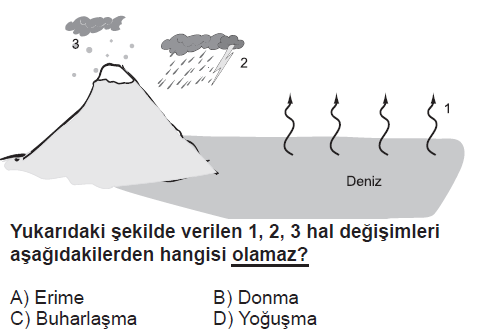 3
2
1
Deniz
Yukarıdaki şekilde verilen 1, 2, 3 hal değişimleri
aşağıdakilerden hangisi olamaz?
A) Erime B) Donma
C) Buharlaşma D) Yoğuşma